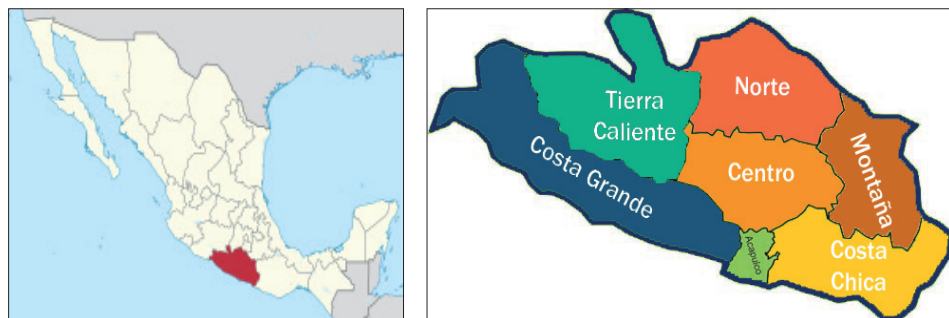 Norte
Tierra
Caliente
Montaña
Costa Grande
Centro
Acapulco
Costa
Chica